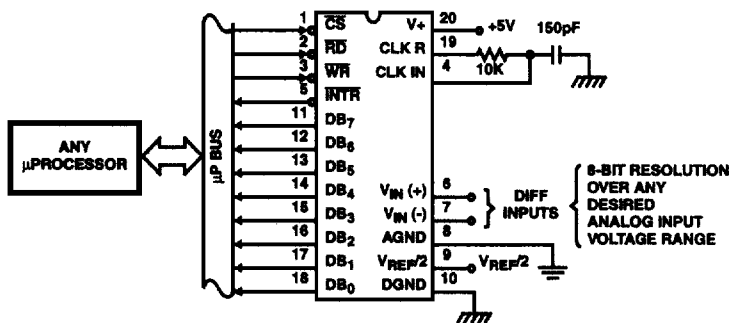 ANY
µPROCESSOR
µP BUS
1
2
3
5
11
12
13
14
15
16
17
18
CS
RD
WR
INTR
DB7
DB6
DB5
DB4
DB3
DB2
DB1
DB0
V+
CLK R
CLK IN
VIN (+)
VIN (-)
AGND
VREF/2
DGND
20
19
4
6
7
8
9
10
+5V
150pF
10K
DIFF
INPUTS
VREF/2
8-BIT RESOLUTION
OVER ANY
DESIRED
ANALOG INPUT
VOLTAGE RANGE